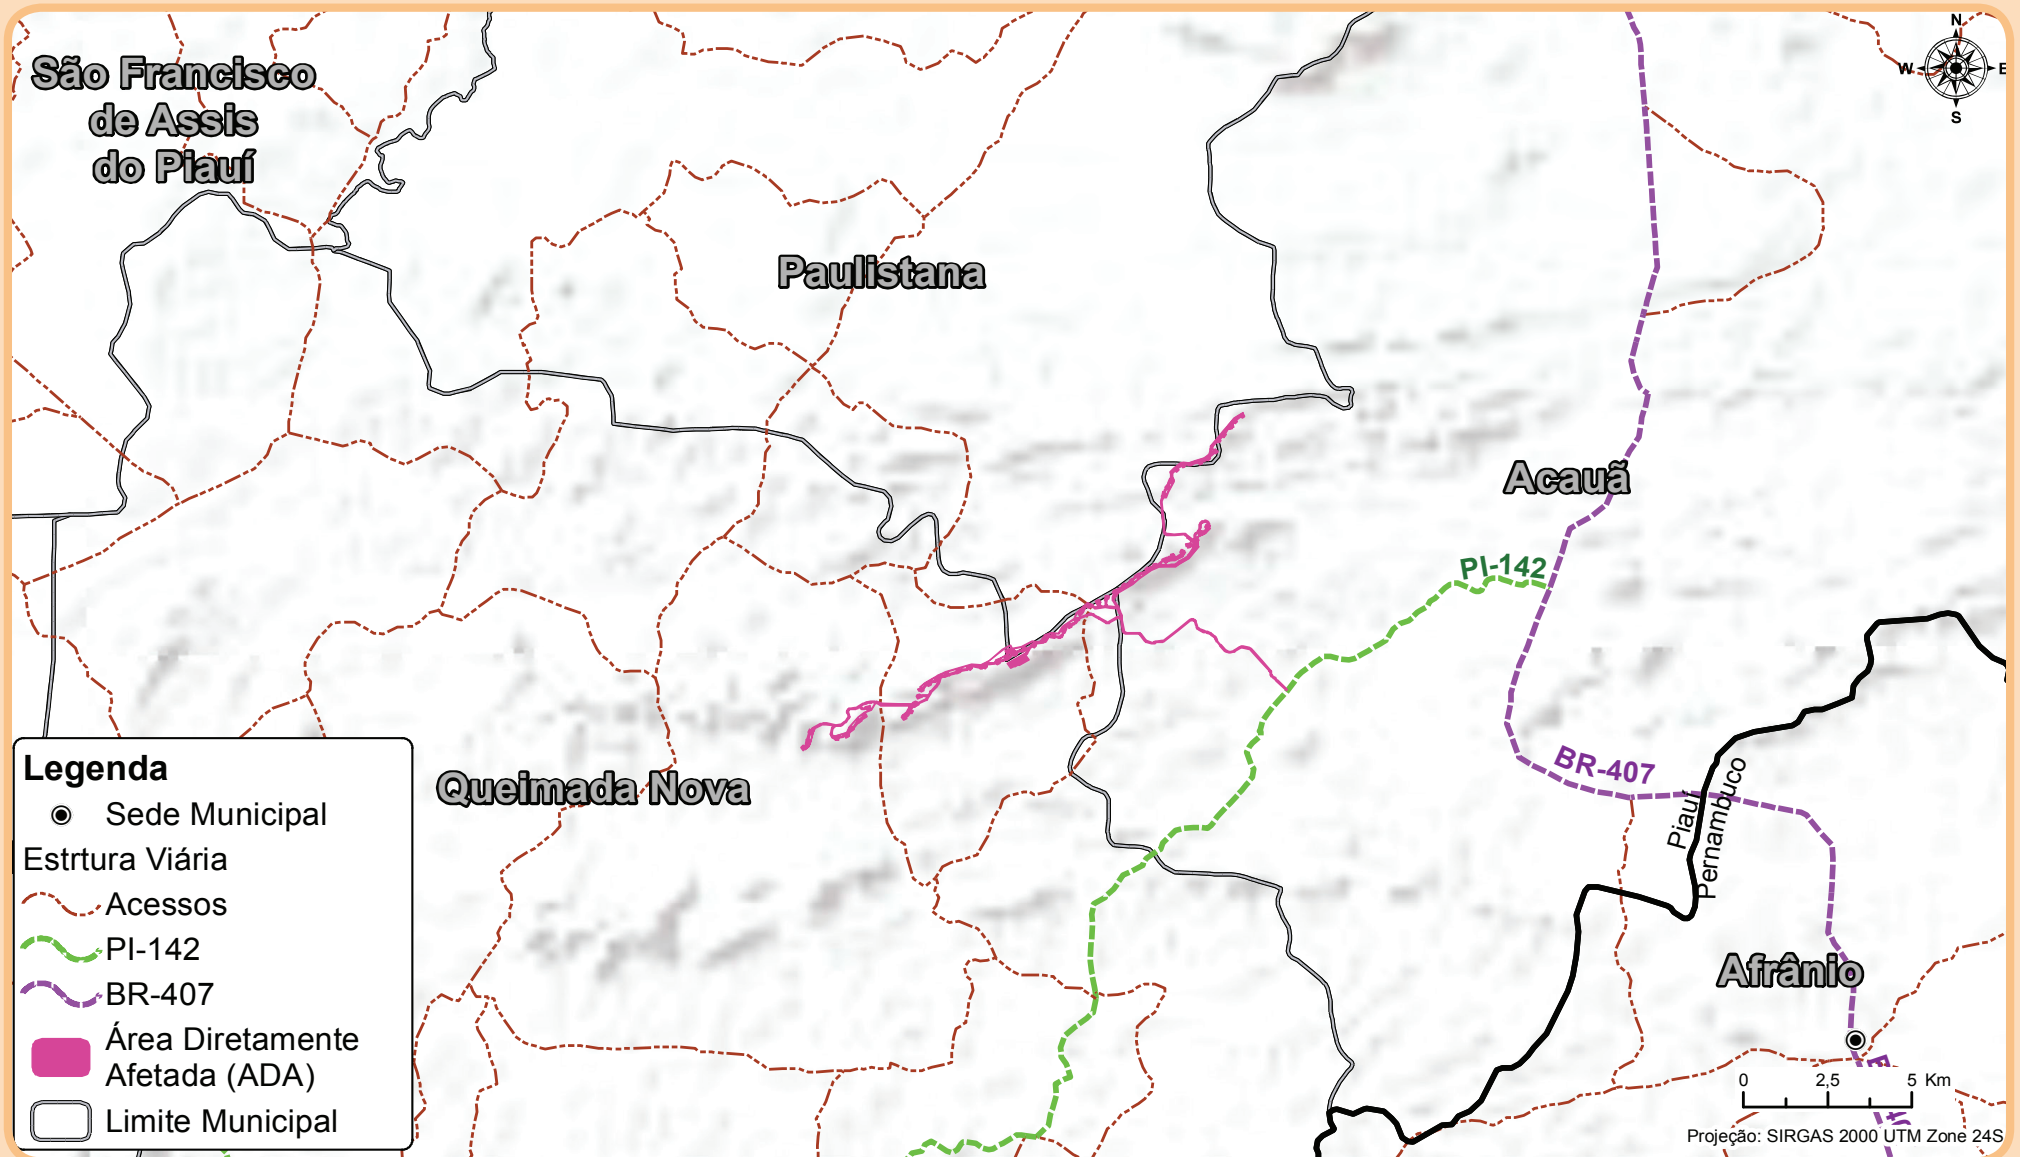 São Francisco
de Assis
do Piauí
N
W
E
S
Paulistana
Acauã
PI-142
BR-407
Piauí
Pernambuco
Queimada Nova
Afrânio
Legenda
Sede Municipal
Estrtura Viária
Acessos
PI-142
BR-407
Área Diretamente
Afetada (ADA)
Limite Municipal
0 2,5 5 Km
Projeção: SIRGAS 2000 UTM Zone 24S